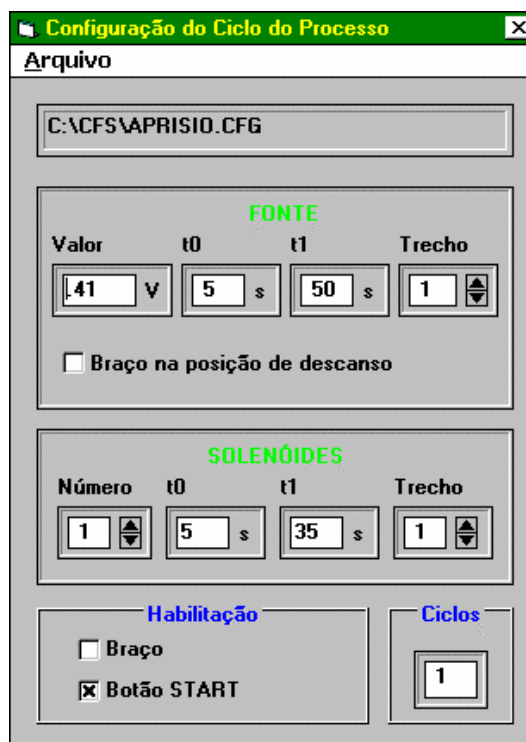 Configuração do Ciclo do Processo
Arquivo
C:\CFS\APRISIO.CFG
FONTE
Valor t0 t1 Trecho
.41 V 5 s 50 s 1
Braço na posição de descanso
SOLENÓIDES
Número t0 t1 Trecho
1 5 s 35 s 1
Habilitação Ciclos
Braço
Botão START
1